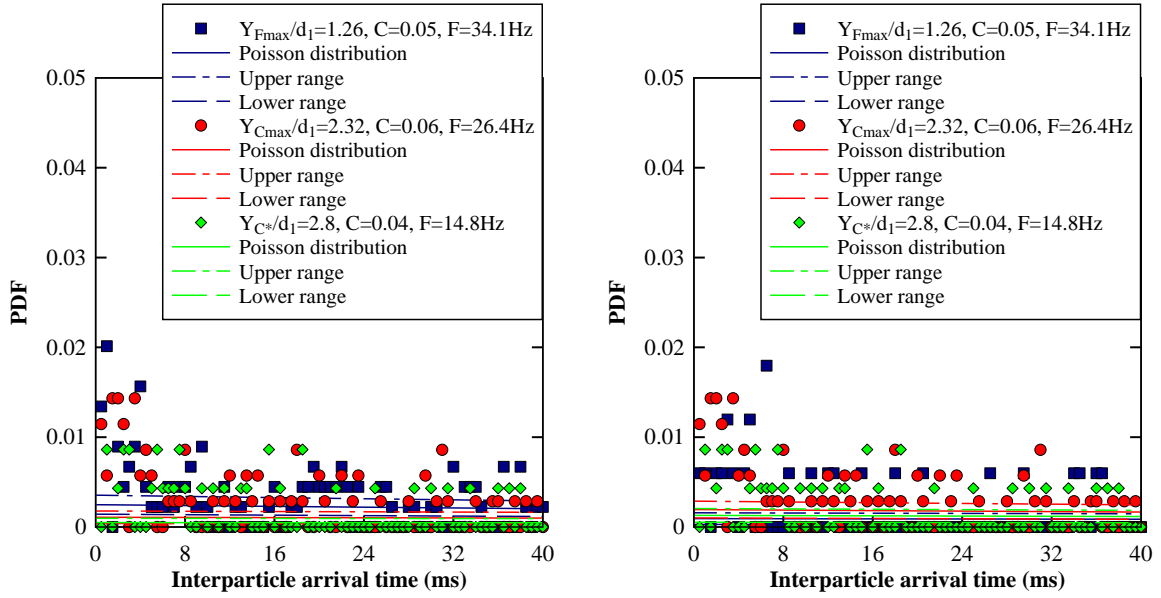 Y_Fmax/d_1=1.26, C=0.05, F=34.1Hz
Poisson distribution
Upper range
Lower range
Y_Cmax/d_1=2.32, C=0.06, F=26.4Hz
Poisson distribution
Upper range
Lower range
Y_C*/d_1=2.8, C=0.04, F=14.8Hz
Poisson distribution
Upper range
Lower range
PDF
0.05
0.04
0.03
0.02
0.01
0
0 8 16 24 32 40
Interparticle arrival time (ms)
Y_Fmax/d_1=1.26, C=0.05, F=34.1Hz
Poisson distribution
Upper range
Lower range
Y_Cmax/d_1=2.32, C=0.06, F=26.4Hz
Poisson distribution
Upper range
Lower range
Y_C*/d_1=2.8, C=0.04, F=14.8Hz
Poisson distribution
Upper range
Lower range
PDF
0.05
0.04
0.03
0.02
0.01
0
0 8 16 24 32 40
Interparticle arrival time (ms)